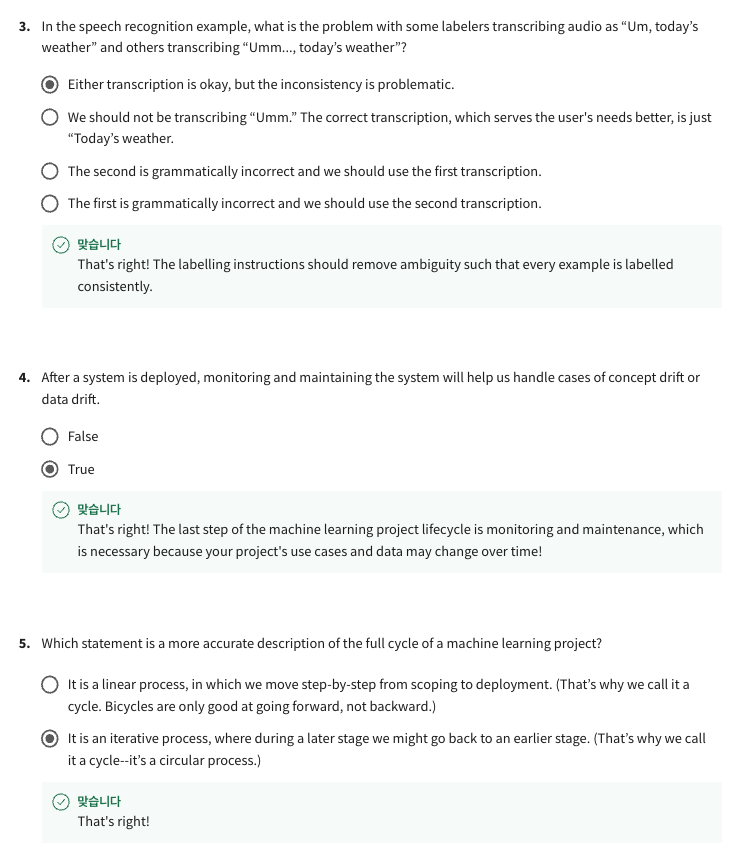 3. In the speech recognition example, what is the problem with some labelers transcribing audio as “Um, today’s
weather” and others transcribing “Umm..., today’s weather”?
Either transcription is okay, but the inconsistency is problematic.
We should not be transcribing “Umm.” The correct transcription, which serves the user's needs better, is just
“Today’s weather.
The second is grammatically incorrect and we should use the first transcription.
The first is grammatically incorrect and we should use the second transcription.
맞습니다
That's right! The labelling instructions should remove ambiguity such that every example is labelled
consistently.
4. After a system is deployed, monitoring and maintaining the system will help us handle cases of concept drift or
data drift.
False
True
맞습니다
That's right! The last step of the machine learning project lifecycle is monitoring and maintenance, which
is necessary because your project's use cases and data may change over time!
5. Which statement is a more accurate description of the full cycle of a machine learning project?
It is a linear process, in which we move step-by-step from scoping to deployment. (That’s why we call it a
cycle. Bicycles are only good at going forward, not backward.)
It is an iterative process, where during a later stage we might go back to an earlier stage. (That’s why we call
it a cycle--it’s a circular process.)
맞습니다
That's right!